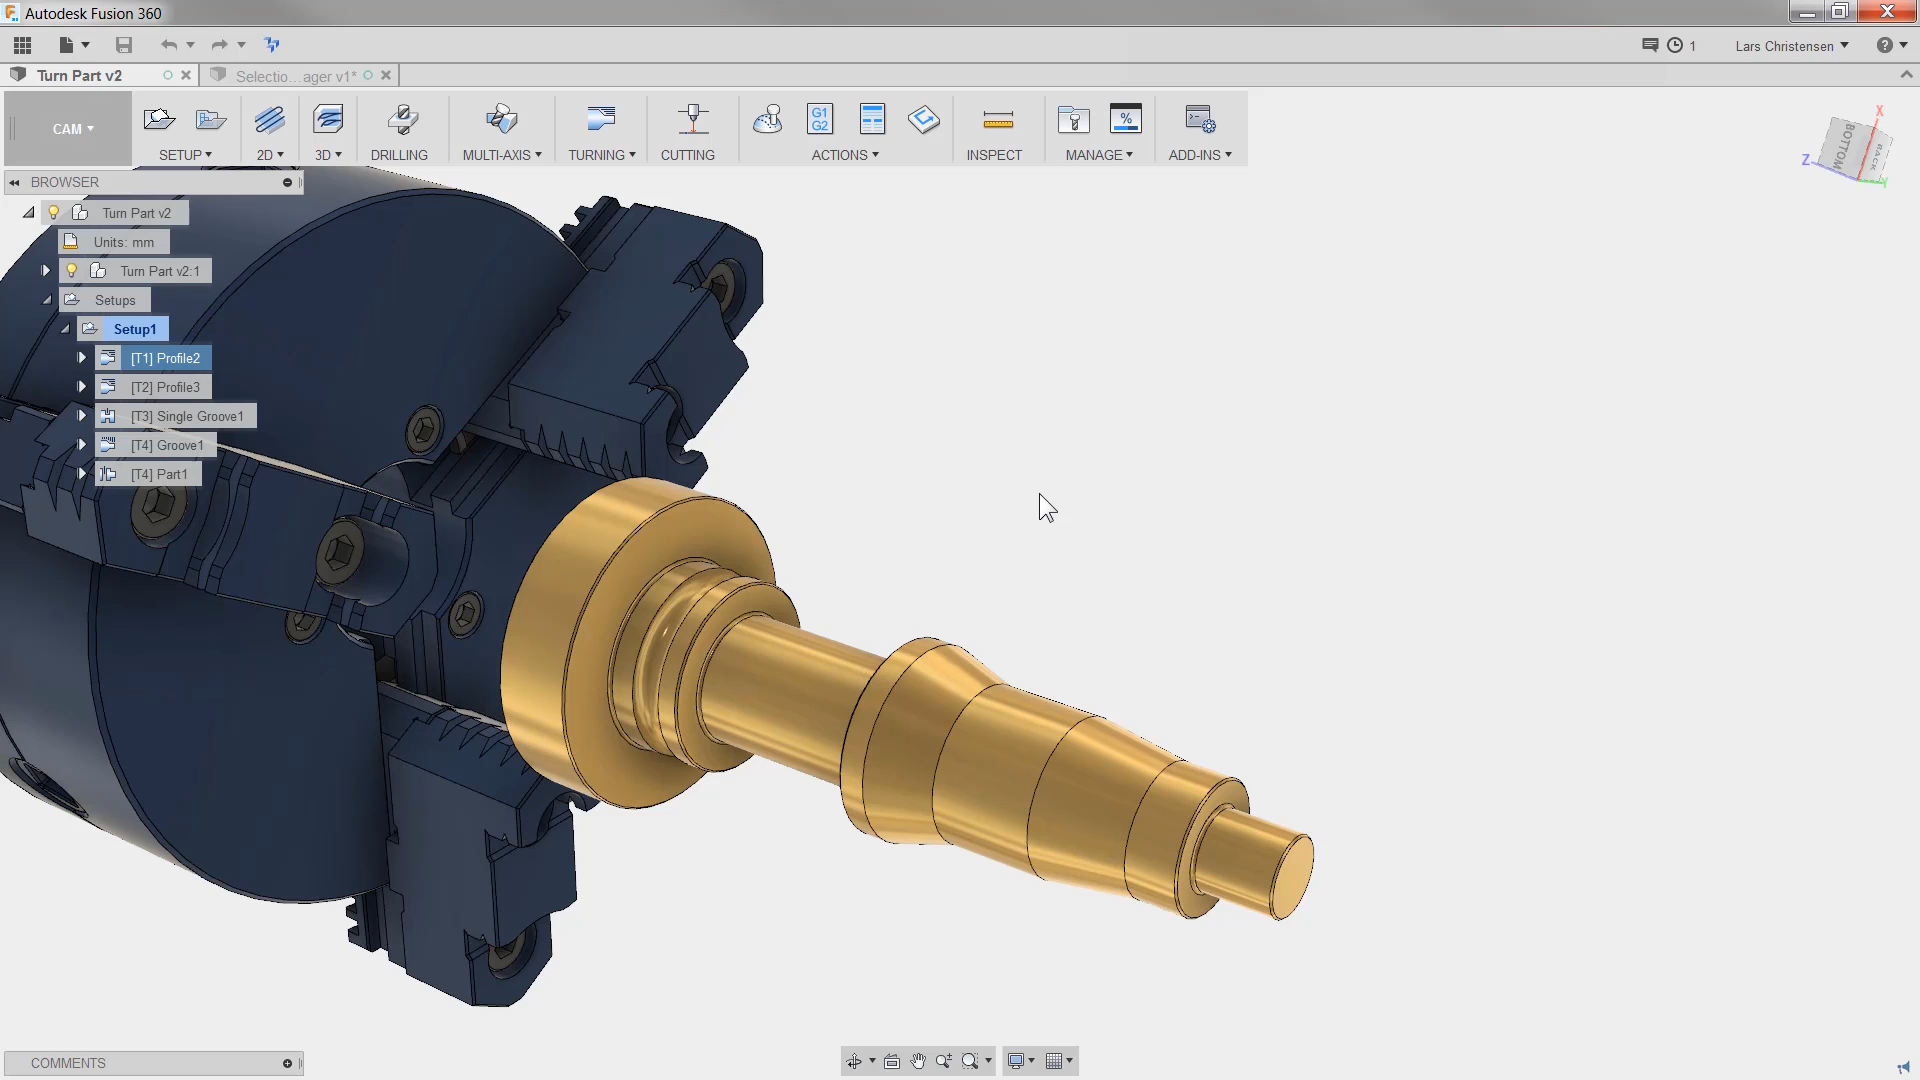 Autodesk Fusion 360
1
Lars Christensen
Turn Part v2
Selectio...ager v1*
CAM
SETUP
2D
3D
DRILLING
MULTI-AXIS
TURNING
CUTTING
G1
G2
ACTIONS
INSPECT
%
MANAGE
ADD-INS
X
BOTTOM
BACK
Z
Y
BROWSER
Turn Part v2
Units: mm
Turn Part v2:1
Setups
Setup1
[T1] Profile2
[T2] Profile3
[T3] Single Groove1
[T4] Groove1
[T4] Part1
COMMENTS